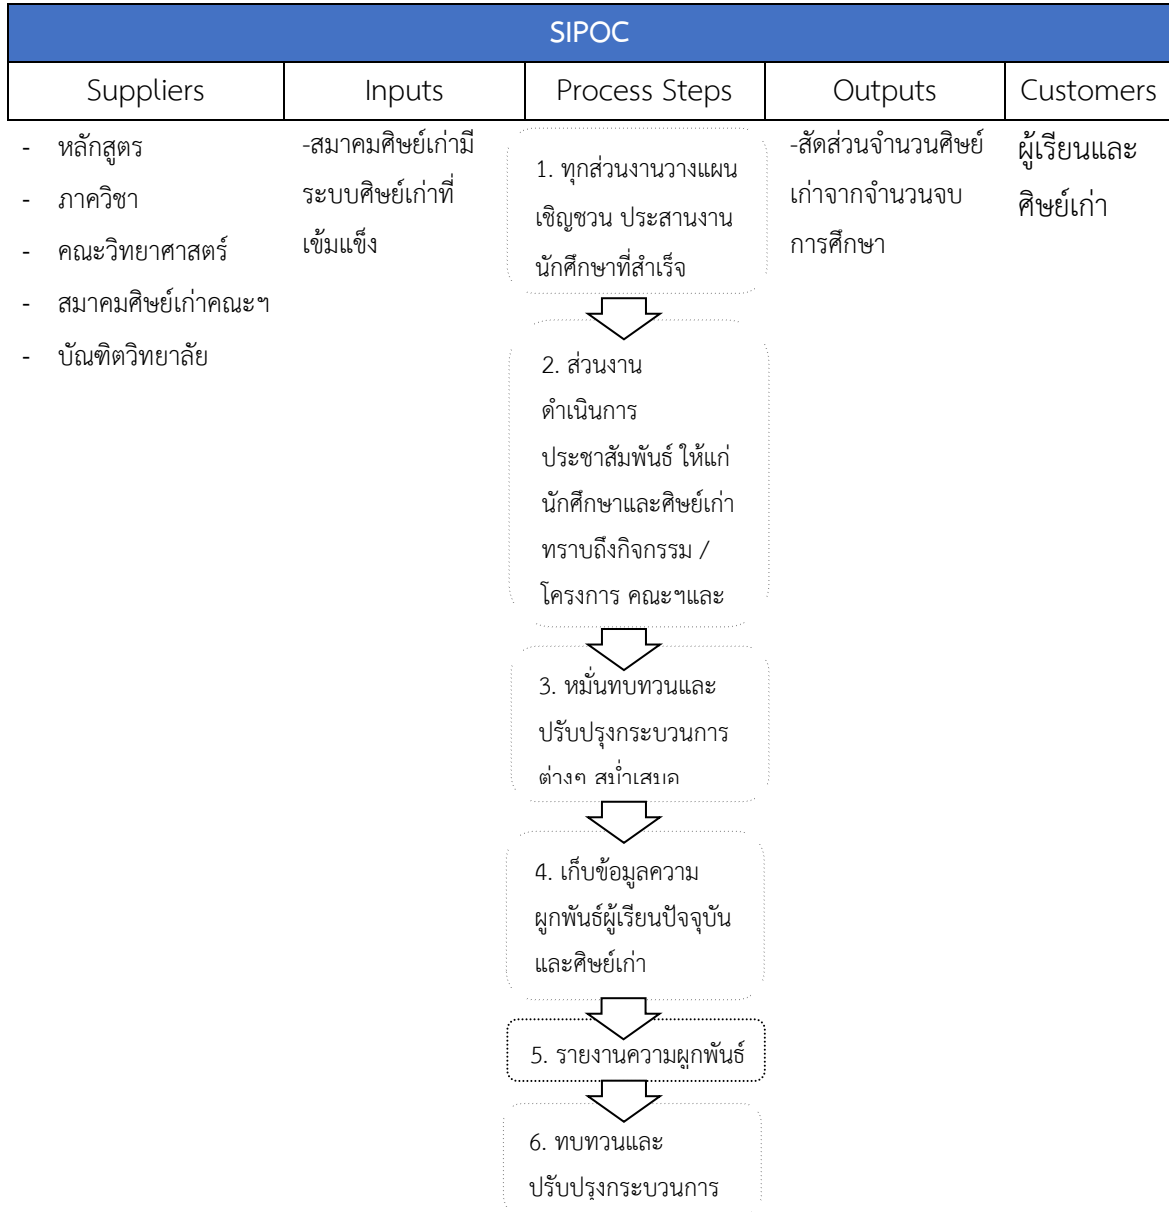 SIPOC
Suppliers
Inputs
Process Steps
Outputs
Customers
- หลักสูตร
- ภาควิชา
- คณะวิทยาศาสตร์
- สมาคมศิษย์เก่าคณะฯ
- บัณฑิตวิทยาลัย
-สมาคมศิษย์เก่ามี
ระบบศิษย์เก่าที่
เข้มแข็ง
1. ทุกส่วนงานวางแผน
เชิญชวน ประสานงาน
นักศึกษาที่สำเร็จ
2. ส่วนงาน
ดำเนินการ
ประชาสัมพันธ์ ให้แก่
นักศึกษาและศิษย์เก่า
ทราบถึงกิจกรรม /
โครงการ คณะฯและ
3. หมั่นทบทวนและ
ปรับปรุงกระบวนการ
ต่างๆ สม่ำเสมอ
4. เก็บข้อมูลความ
ผูกพันธ์ผู้เรียนปัจจุบัน
และศิษย์เก่า
5. รายงานความผูกพันธ์
6. ทบทวนและ
ปรับปรุงกระบวนการ
-สัดส่วนจำนวนศิษย์
เก่าจากจำนวนจบ
การศึกษา
ผู้เรียนและ
ศิษย์เก่า